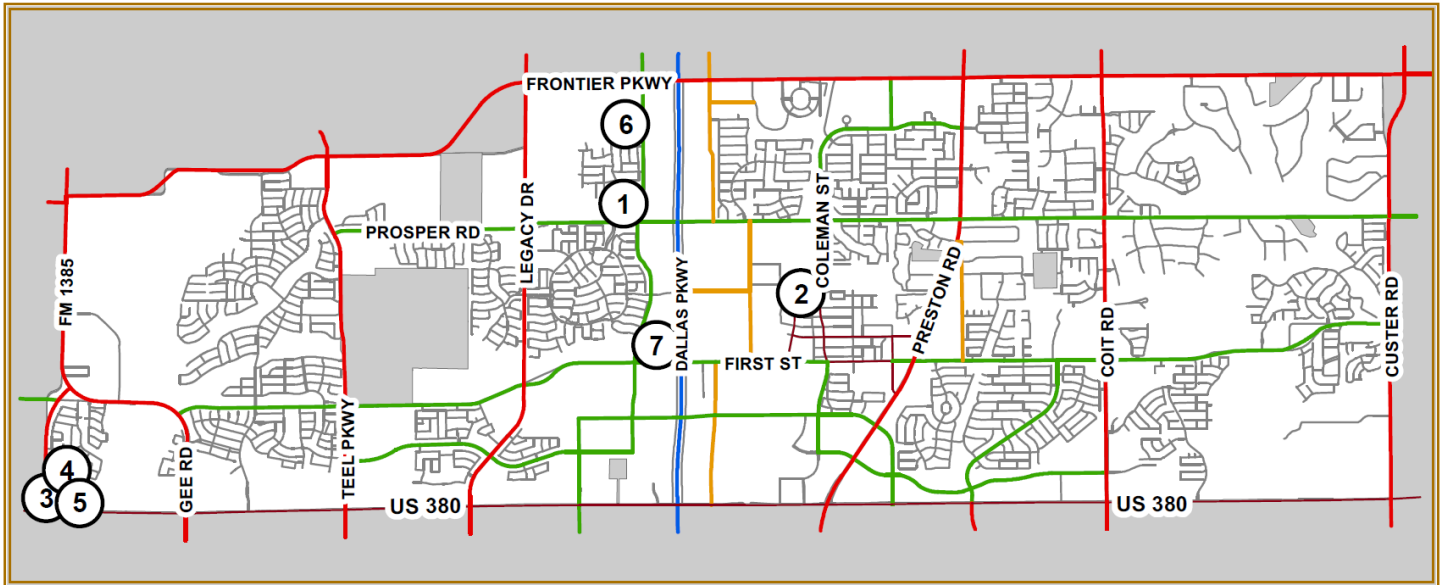 FRONTIER PKWY
6
LEGACY DR
1
COLEMAN ST
PROSPER RD
FM 1385
DALLAS PKWY
2
PRESTON RD
COIT RD
CUSTER RD
7
FIRST ST
TEEL PKWY
GEE RD
4
3
5
US 380
US 380